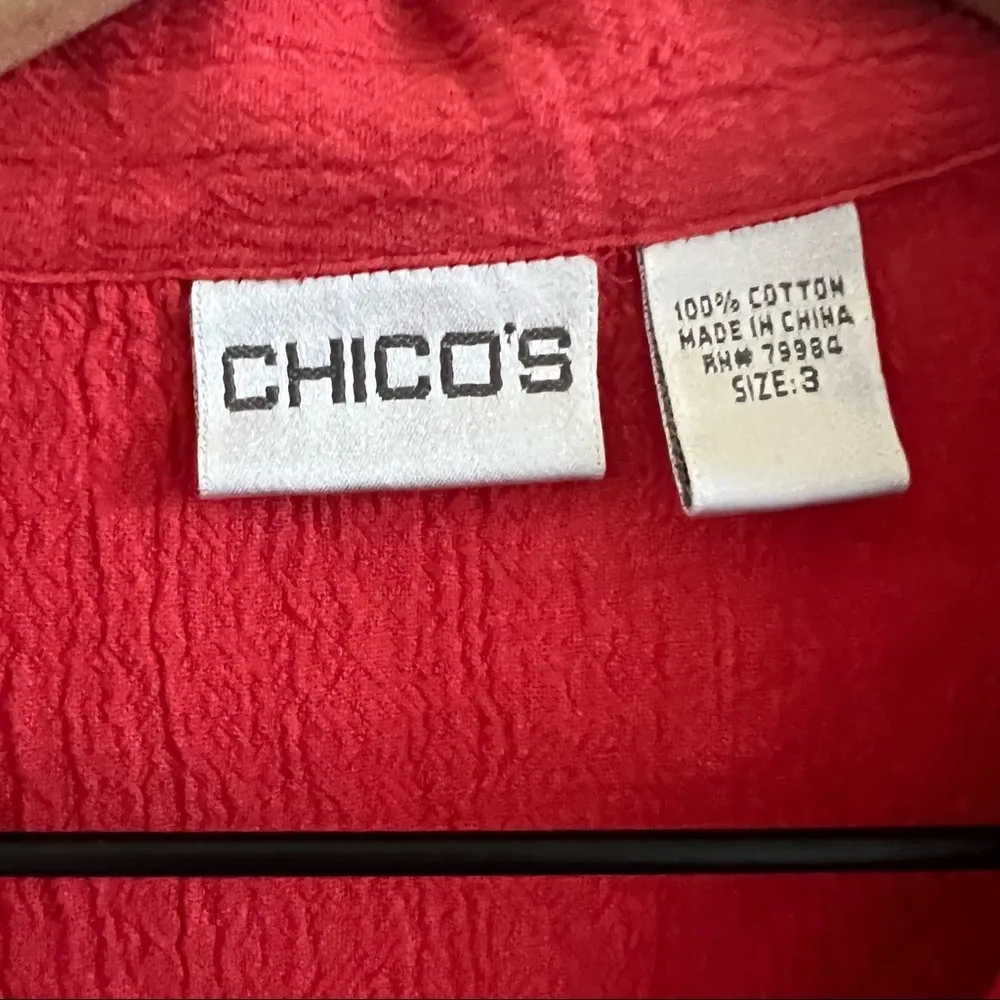 CHICO'S
100% COTTON
MADE IN CHINA
RN# 79984
SIZE: 3